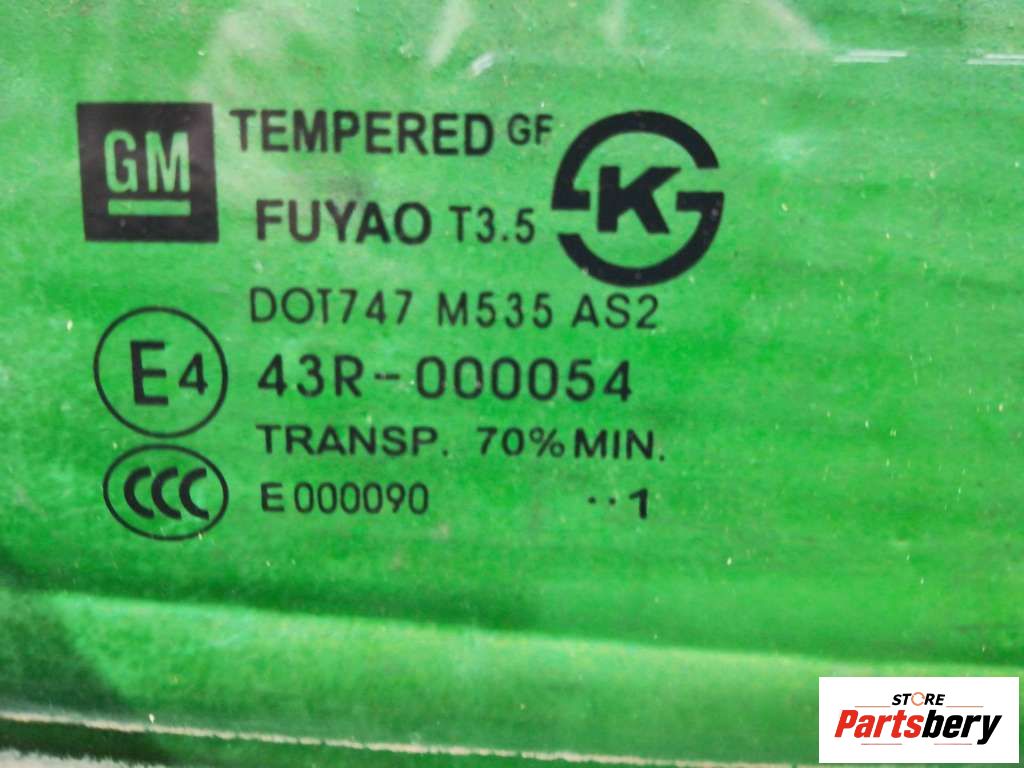 GM TEMPERED GF
FUYAO T3.5
K
DOT747 M535 AS2
E4 43R-000054
TRANSP. 70% MIN.
CCC E000090 ··1
STORE
Partsbery